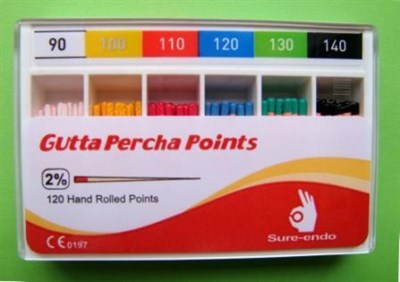 90 100 110 120 130 140
Gutta Percha Points
2%
120 Hand Rolled Points
CE 0197
Sure-endo